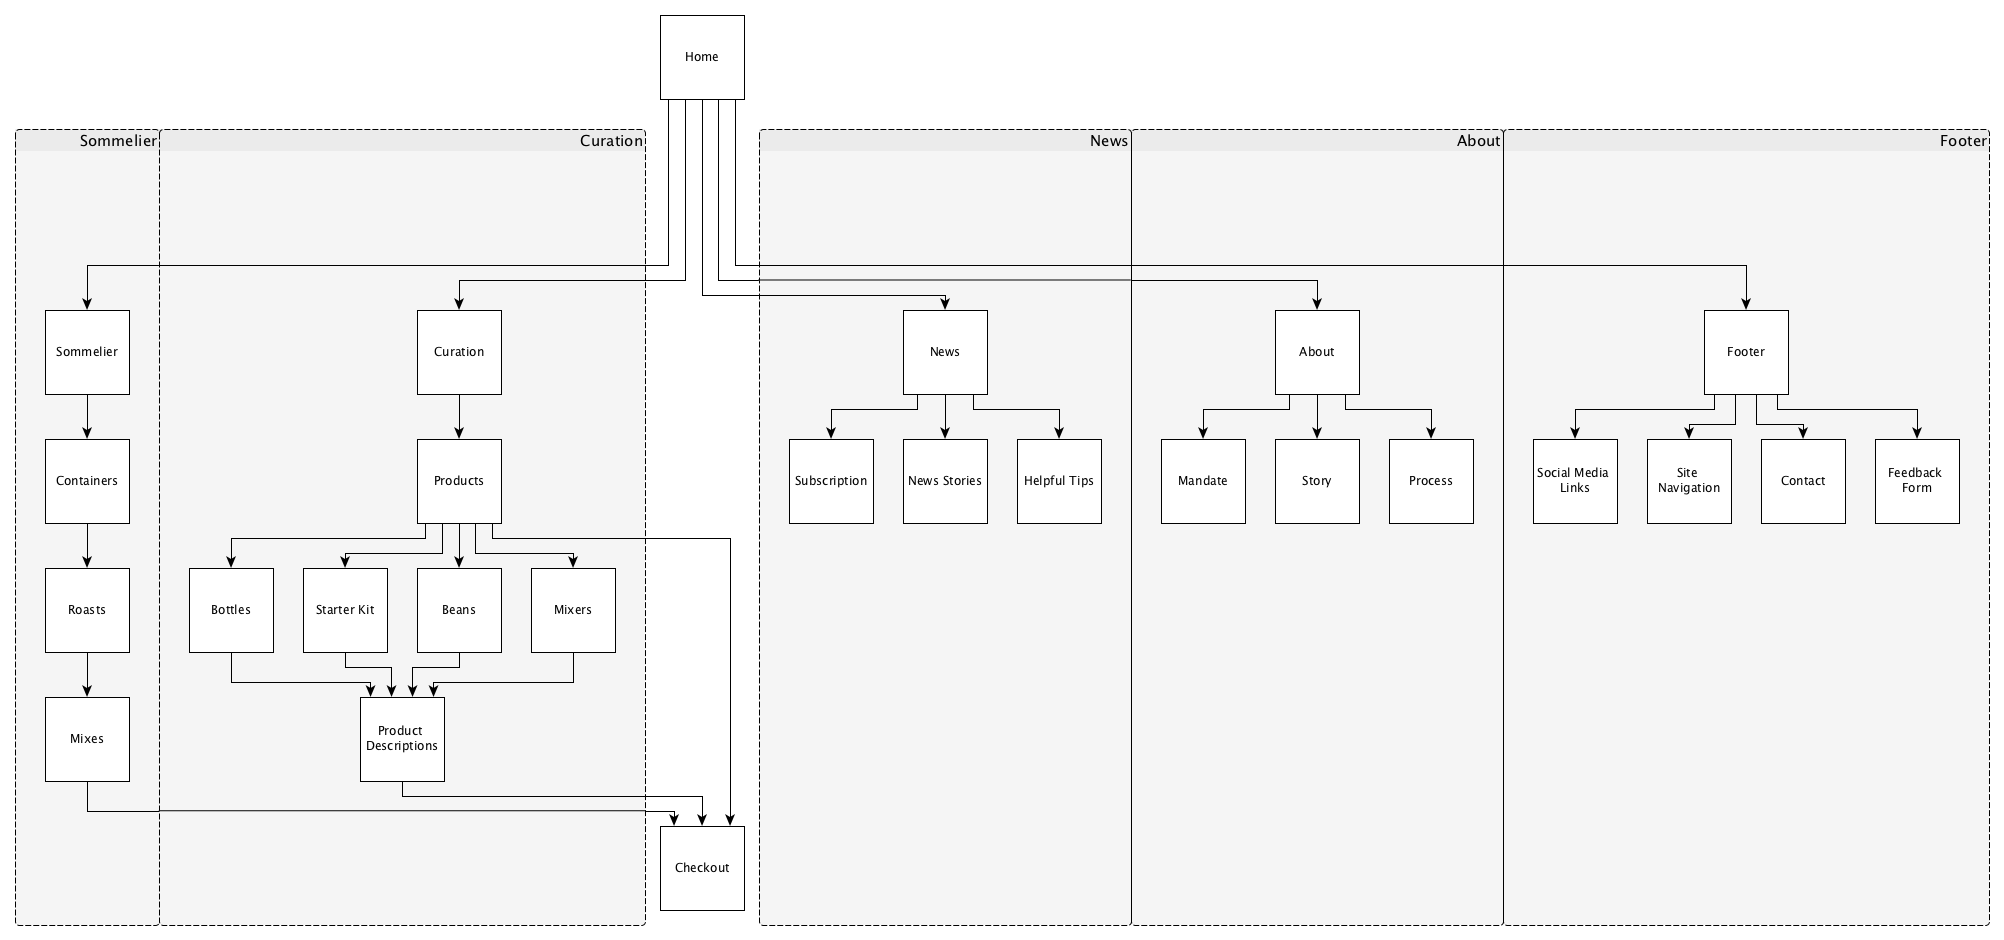 Home
Sommelier
Curation
News
About
Footer
Sommelier
Curation
News
About
Footer
Containers
Products
Subscription
News Stories
Helpful Tips
Mandate
Story
Process
Social Media
Links
Site
Navigation
Contact
Feedback
Form
Roasts
Bottles
Starter Kit
Beans
Mixers
Mixes
Product
Descriptions
Checkout